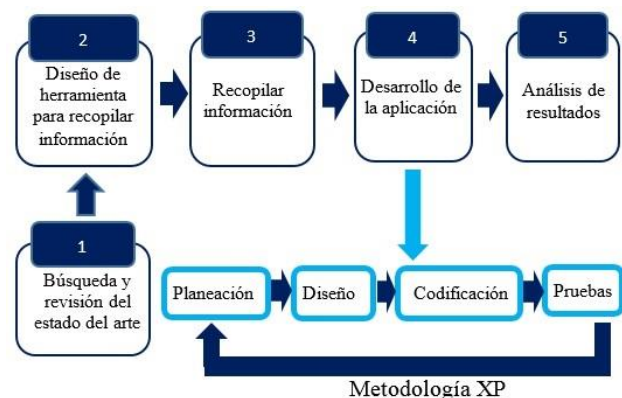 2
Diseño de
herramienta
para recopilar
información
3
Recopilar
información
4
Desarrollo de
la aplicación
5
Análisis de
resultados
1
Búsqueda y
revisión del
estado del arte
Planeación
Diseño
Codificación
Pruebas
Metodología XP